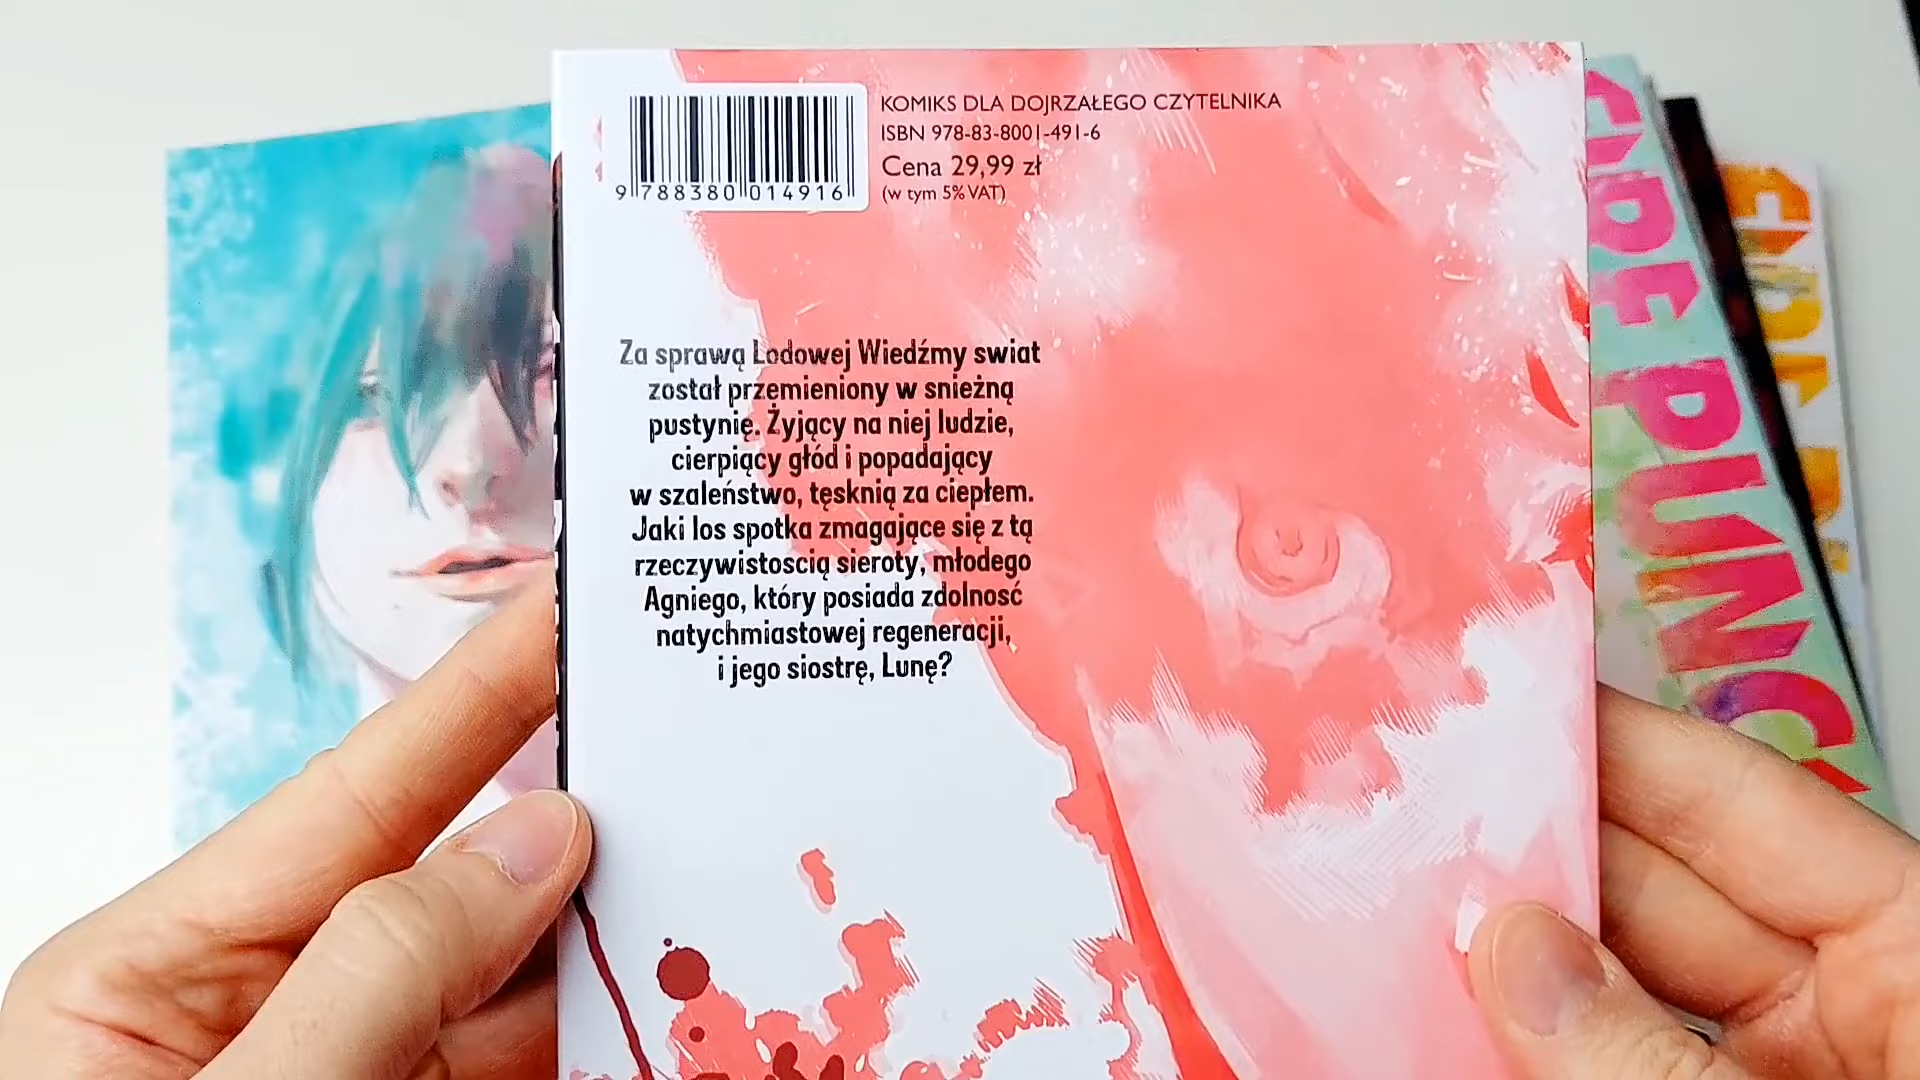 KOMIKS DLA DOJRZAŁEGO CZYTELNIKA
ISBN 978-83-8001-491-6
Cena 29,99 zł
(w tym 5% VAT)
9 788380 014916
Za sprawą Lodowej Wiedźmy swiat
został przemieniony w snieżną
pustynię. Żyjący na niej ludzie,
cierpiący głód i popadający
w szaleństwo, tęsknią za ciepłem.
Jaki los spotka zmagające się z tą
rzeczywistoscią sieroty, młodego
Agniego, który posiada zdolnosć
natychmiastowej regeneracji,
i jego siostrę, Lunę?
PUNC